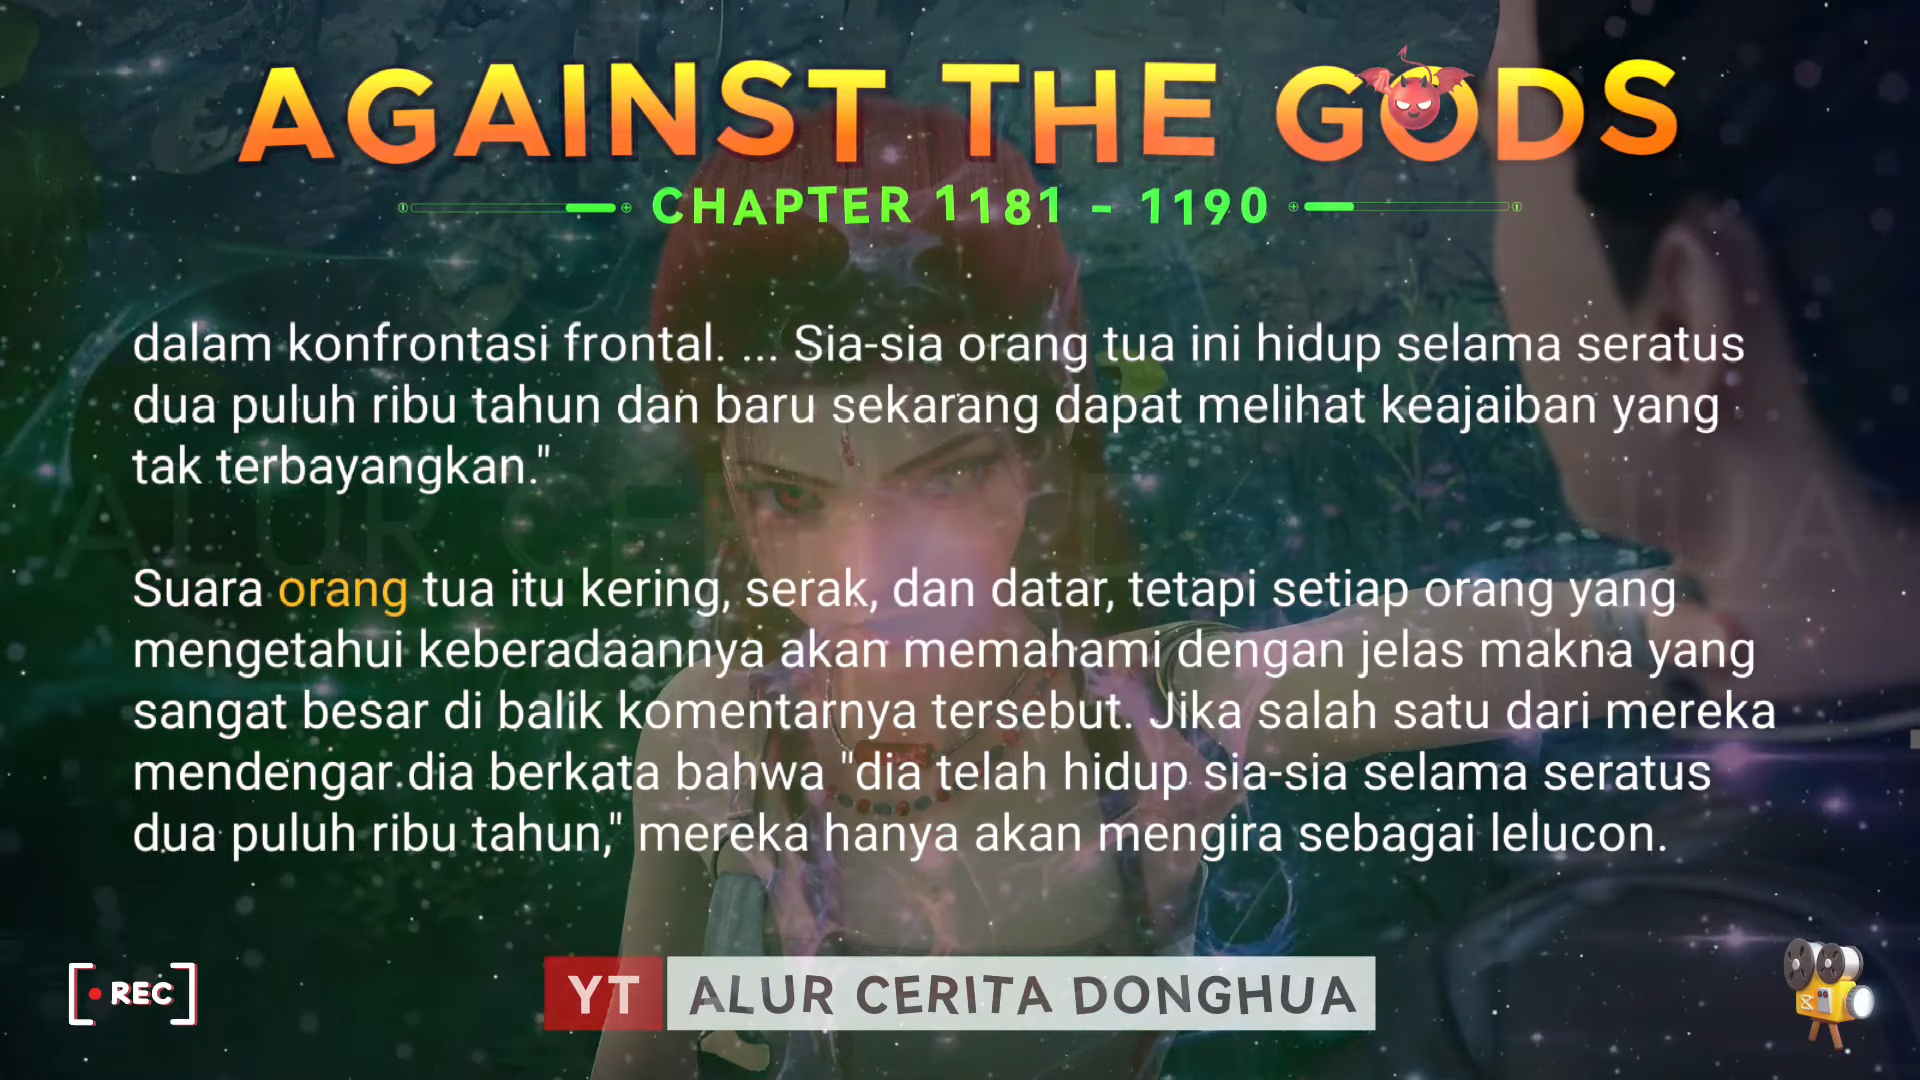 AGAINST THE GODS
CHAPTER 1181 - 1190
dalam konfrontasi frontal. ... Sia-sia orang tua ini hidup selama seratus
dua puluh ribu tahun dan baru sekarang dapat melihat keajaiban yang
tak terbayangkan."
Suara orang tua itu kering, serak, dan datar, tetapi setiap orang yang
mengetahui keberadaannya akan memahami dengan jelas makna yang
sangat besar di balik komentarnya tersebut. Jika salah satu dari mereka
mendengar dia berkata bahwa "dia telah hidup sia-sia selama seratus
dua puluh ribu tahun," mereka hanya akan mengira sebagai lelucon.
REC
YT ALUR CERITA DONGHUA